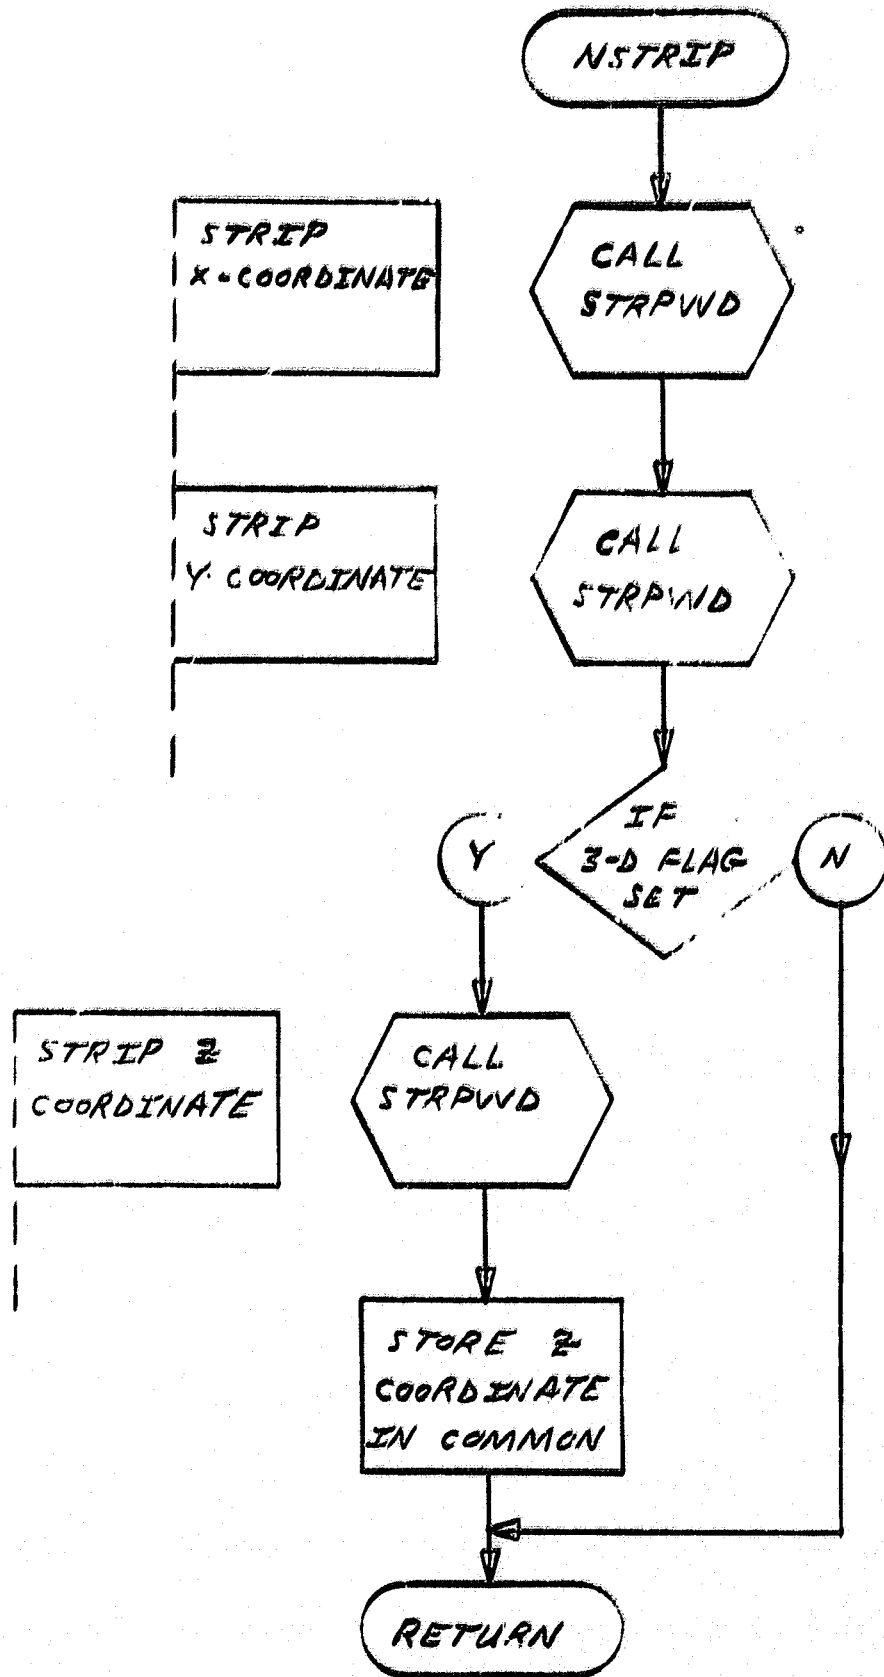 NSTRIP
STRIP
X-COORDINATE
CALL
STRPWD
STRIP
Y-COORDINATE
CALL
STRPWD
IF
3-D FLAG
SET
Y
N
STRIP Z
COORDINATE
CALL
STRPWD
STORE Z
COORDINATE
IN COMMON
RETURN